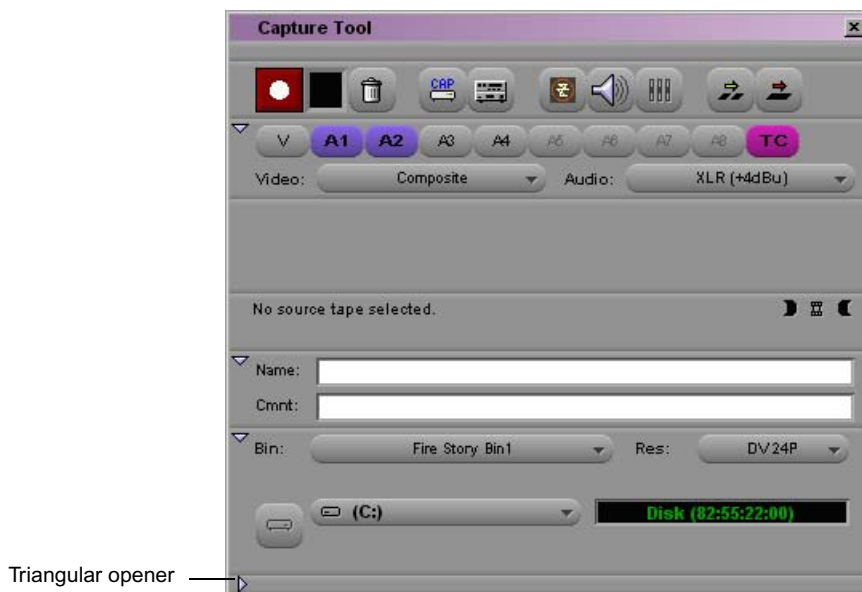 Capture Tool
CAP
V A1 A2 A3 A4 A5 A6 A7 A8 TC
Video: Composite Audio: XLR (+4dBu)
No source tape selected.
Name:
Cmnt:
Bin: Fire Story Bin1 Res: DV24P
(C:) Disk (82:55:22:00)
Triangular opener